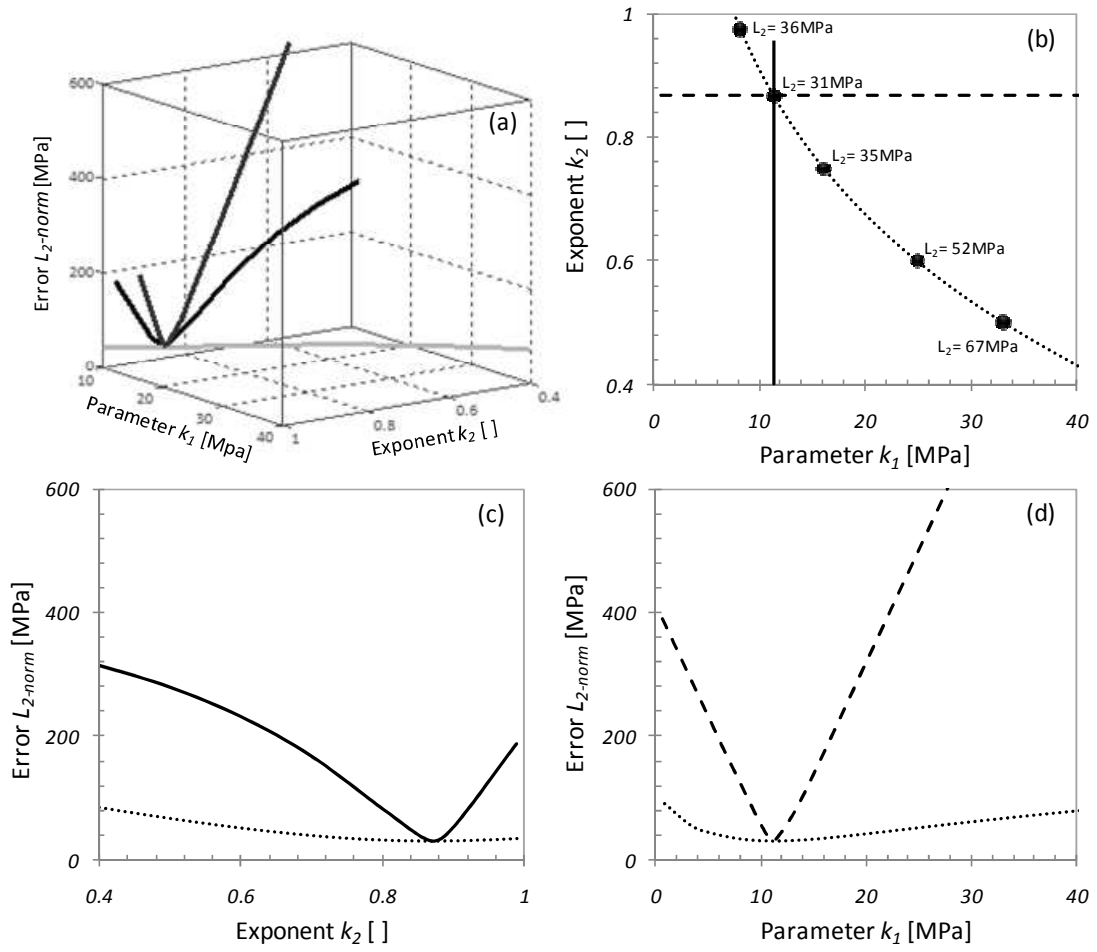 (a)
600
400
200
0
Error L2-norm [MPa]
10
20
30
40
Parameter k1 [Mpa]
1
0.8
0.6
0.4
Exponent k2 [ ]
(b)
1
0.8
0.6
0.4
Exponent k2 [ ]
L2= 36MPa
L2= 31MPa
L2= 35MPa
L2= 52MPa
L2= 67MPa
0
10
20
30
40
Parameter k1 [MPa]
(c)
600
400
200
0
Error L2-norm [MPa]
0.4
0.6
0.8
1
Exponent k2 [ ]
(d)
600
400
200
0
Error L2-norm [MPa]
0
10
20
30
40
Parameter k1 [MPa]